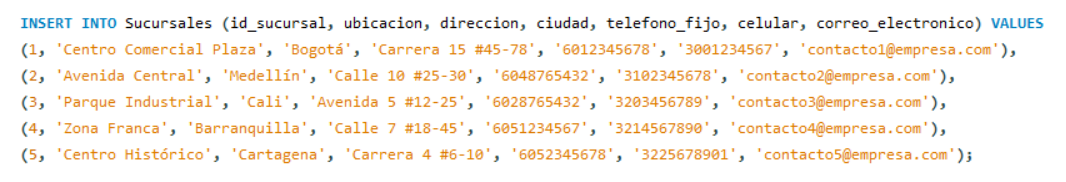 INSERT INTO Sucursales (id_sucursal, ubicacion, direccion, ciudad, telefono_fijo, celular, correo_electronico) VALUES
(1, 'Centro Comercial Plaza', 'Bogotá', 'Carrera 15 #45-78', '6012345678', '3001234567', 'contacto1@empresa.com'),
(2, 'Avenida Central', 'Medellín', 'Calle 10 #25-30', '6048765432', '3102345678', 'contacto2@empresa.com'),
(3, 'Parque Industrial', 'Cali', 'Avenida 5 #12-25', '6028765432', '3203456789', 'contacto3@empresa.com'),
(4, 'Zona Franca', 'Barranquilla', 'Calle 7 #18-45', '6051234567', '3214567890', 'contacto4@empresa.com'),
(5, 'Centro Histórico', 'Cartagena', 'Carrera 4 #6-10', '6052345678', '3225678901', 'contacto5@empresa.com');